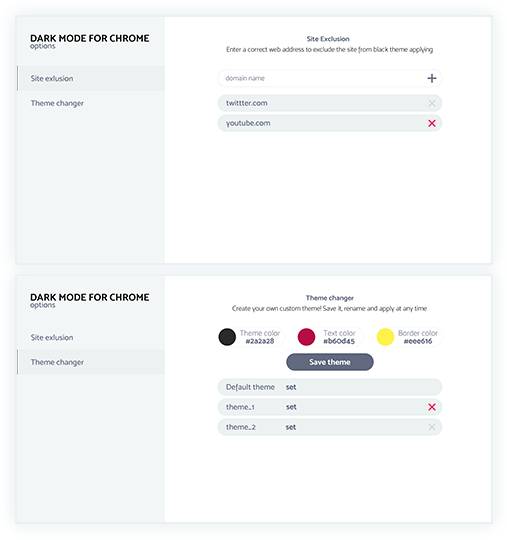 DARK MODE FOR CHROME
options
Site exlusion
Theme changer
Site Exclusion
Enter a correct web address to exclude the site from black theme applying
domain name
twittter.com
youtube.com
DARK MODE FOR CHROME
options
Site exlusion
Theme changer
Theme changer
Create your own custom theme! Save it, rename and apply at any time
Theme color
#2a2a28
Text color
#b60d45
Border color
#eee616
Save theme
Default theme set
theme_1 set
theme_2 set